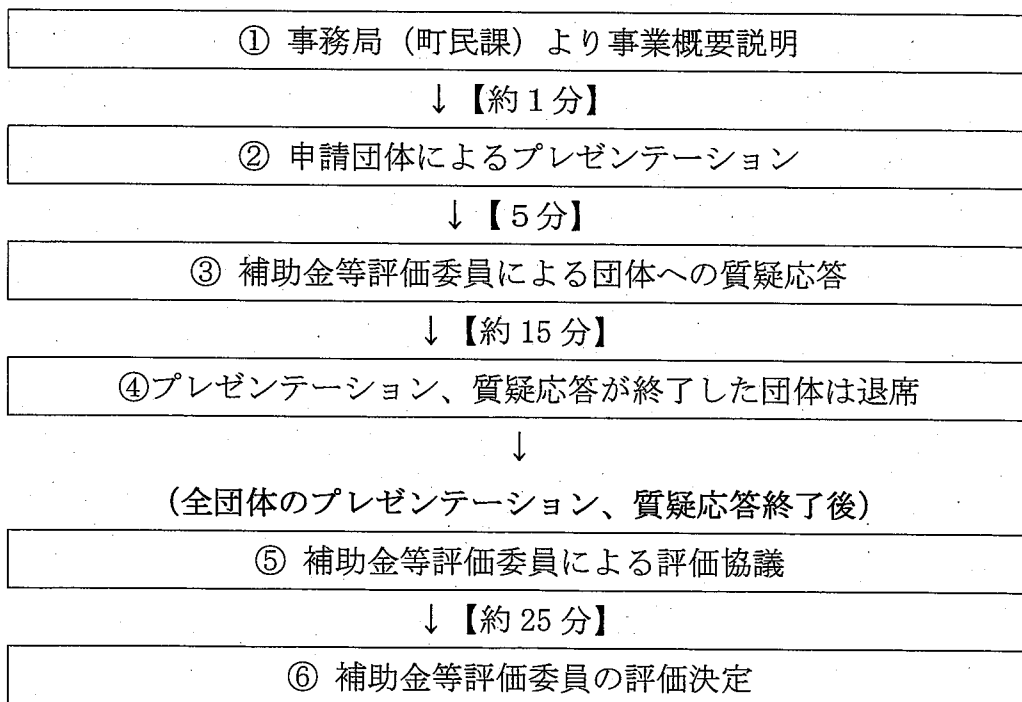 ① 事務局（町民課）より事業概要説明
↓【約１分】
② 申請団体によるプレゼンテーション
↓【５分】
③ 補助金等評価委員による団体への質疑応答
↓【約 15 分】
④プレゼンテーション、質疑応答が終了した団体は退席
↓
（全団体のプレゼンテーション、質疑応答終了後）
⑤ 補助金等評価委員による評価協議
↓【約 25 分】
⑥ 補助金等評価委員の評価決定